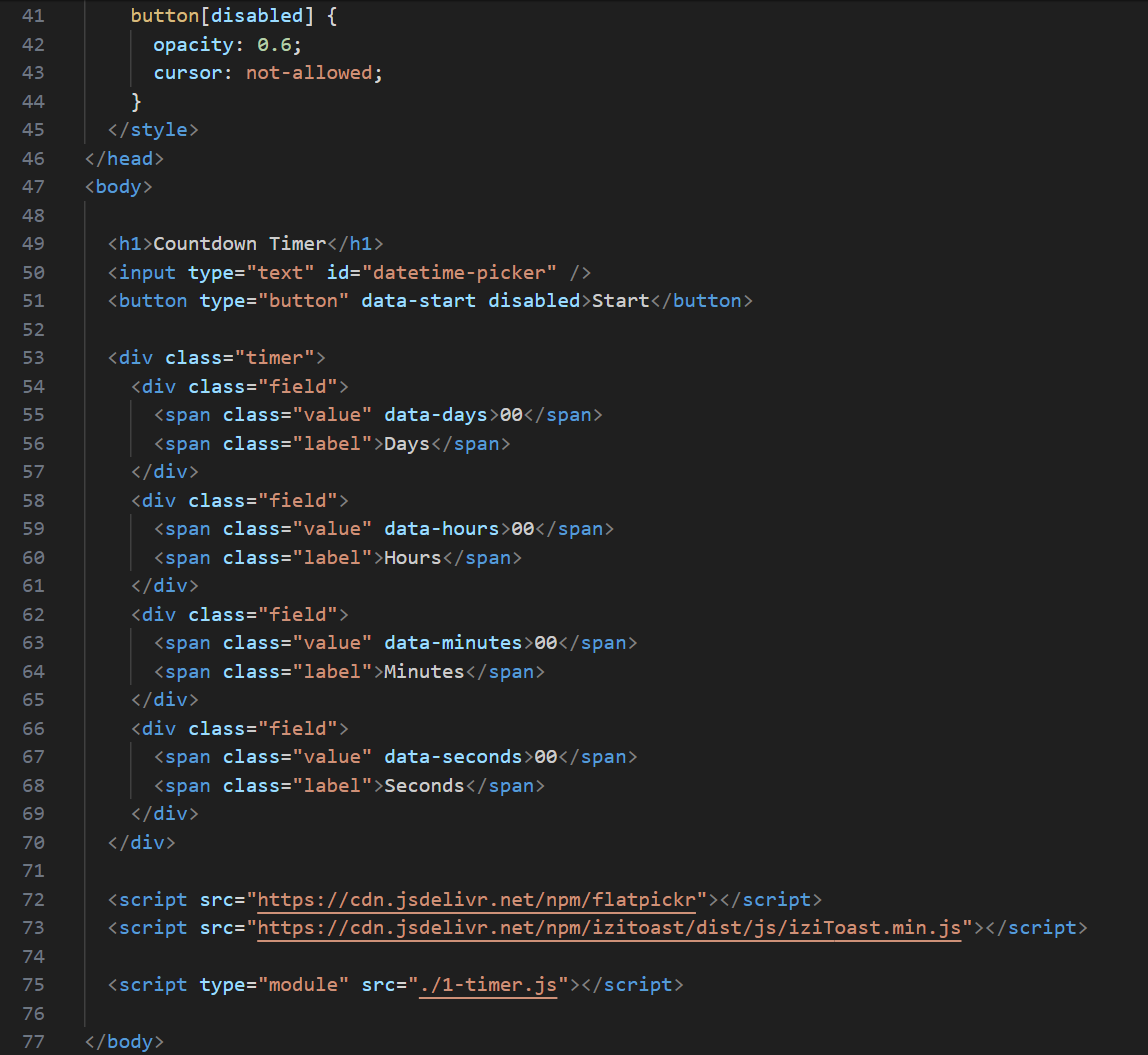 41 button[disabled] {
42 opacity: 0.6;
43 cursor: not-allowed;
44 }
45 </style>
46 </head>
47 <body>
48
49 <h1>Countdown Timer</h1>
50 <input type="text" id="datetime-picker" />
51 <button type="button" data-start disabled>Start</button>
52
53 <div class="timer">
54 <div class="field">
55 <span class="value" data-days>00</span>
56 <span class="label">Days</span>
57 </div>
58 <div class="field">
59 <span class="value" data-hours>00</span>
60 <span class="label">Hours</span>
61 </div>
62 <div class="field">
63 <span class="value" data-minutes>00</span>
64 <span class="label">Minutes</span>
65 </div>
66 <div class="field">
67 <span class="value" data-seconds>00</span>
68 <span class="label">Seconds</span>
69 </div>
70 </div>
71
72 <script src="https://cdn.jsdelivr.net/npm/flatpickr"></script>
73 <script src="https://cdn.jsdelivr.net/npm/izitoast/dist/js/iziToast.min.js"></script>
74
75 <script type="module" src="./1-timer.js"></script>
76
77 </body>